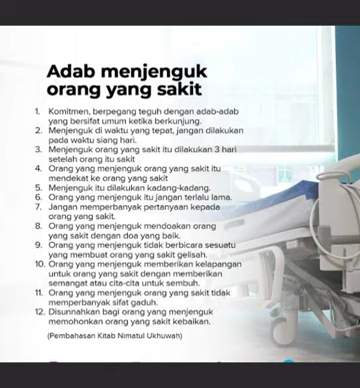 Adab menjenguk
orang yang sakit
1. Komitmen, berpegang teguh dengan adab-adab
yang bersifat umum ketika berkunjung.
2. Menjenguk di waktu yang tepat, jangan dilakukan
pada waktu siang hari.
3. Menjenguk orang yang sakit itu dilakukan 3 hari
setelah orang itu sakit
4. Orang yang menjenguk orang yang sakit itu
mendekat ke orang yang sakit
5. Menjenguk itu dilakukan kadang-kadang.
6. Orang yang menjenguk itu jangan terlalu lama.
7. Jangan memperbanyak pertanyaan kepada
orang yang sakit.
8. Orang yang menjenguk mendoakan orang
yang sakit dengan doa yang baik.
9. Orang yang menjenguk tidak berbicara sesuatu
yang membuat orang yang sakit gelisah.
10. Orang yang menjenguk memberikan kelapangan
untuk orang yang sakit dengan memberikan
semangat atau cita-cita untuk sembuh.
11. Orang yang menjenguk orang yang sakit tidak
memperbanyak sifat gaduh.
12. Disunnahkan bagi orang yang menjenguk
memohonkan orang yang sakit kebaikan.
(Pembahasan Kitab Nimatul Ukhuwah)